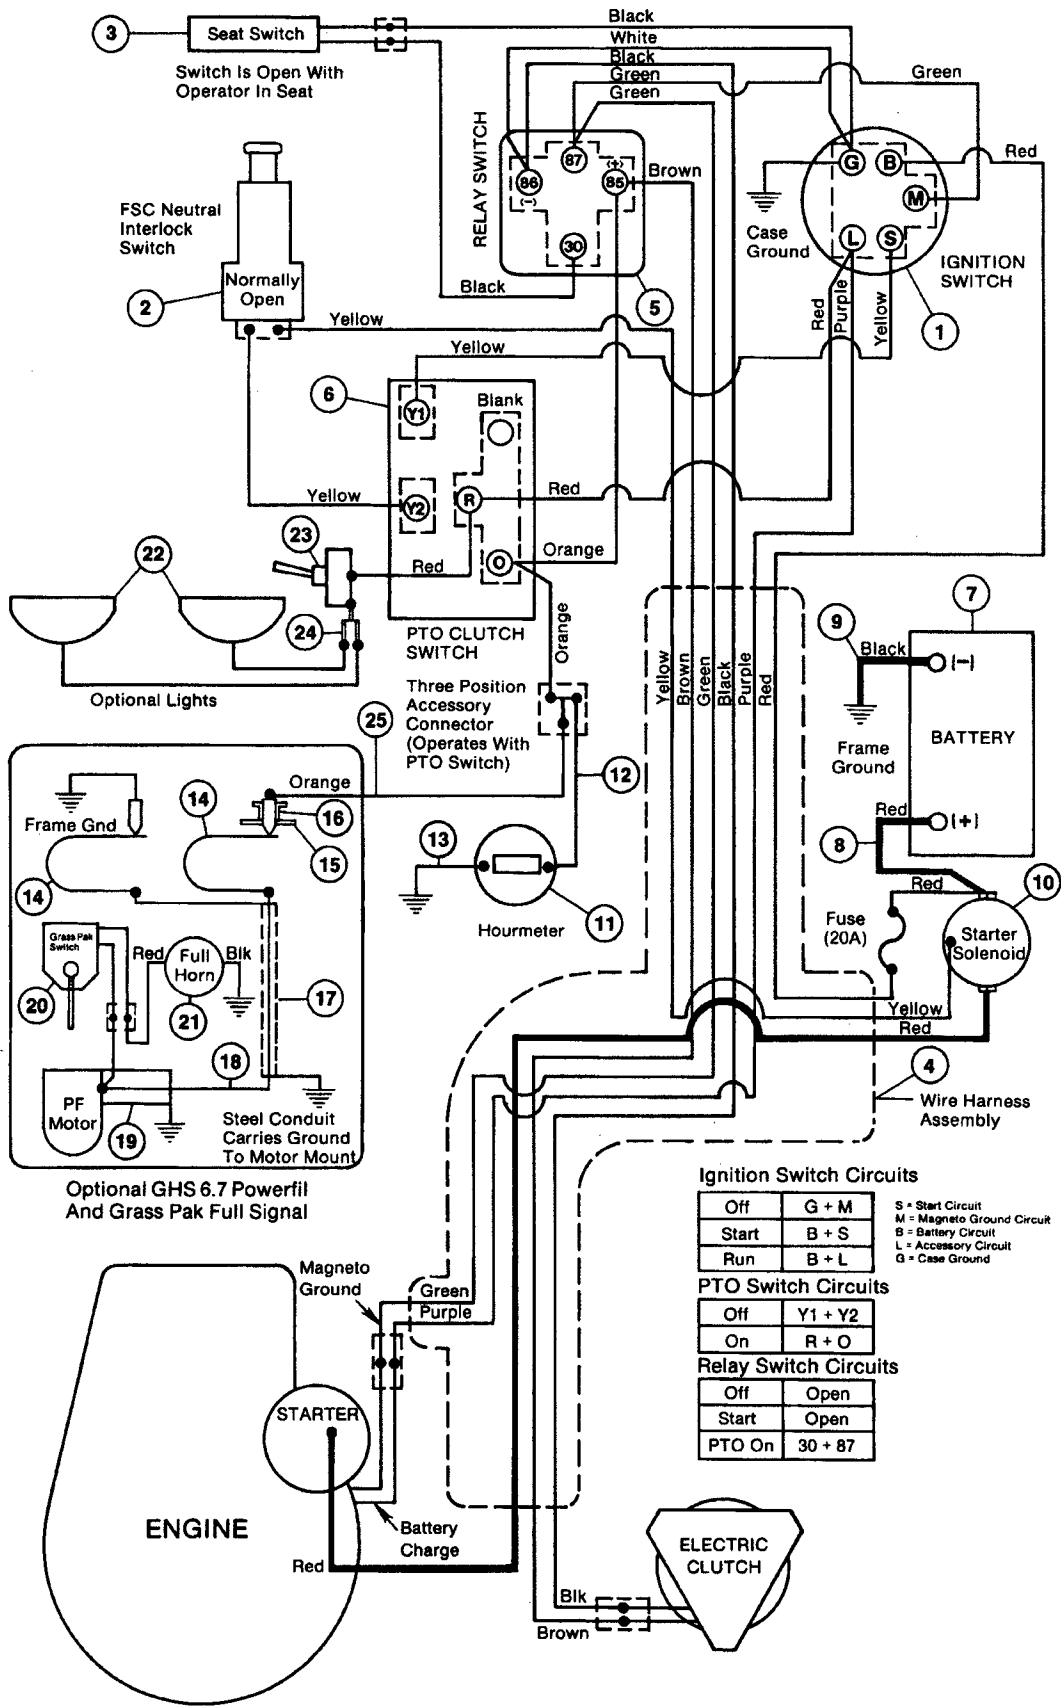 Black
3
Seat Switch
White
Black
Green
Green
Green
Switch Is Open With
Operator In Seat
RELAY SWITCH
87
86
(−)
(+)
85
30
Brown
G
B
M
L
S
Red
Case
Ground
IGNITION
SWITCH
FSC Neutral
Interlock
Switch
Normally
Open
2
Black
5
1
Yellow
Red
Purple
Yellow
Yellow
6
Y1
Blank
Yellow
Y2
R
Red
O
Orange
23
Red
22
24
PTO CLUTCH
SWITCH
Orange
Optional Lights
Three Position
Accessory
Connector
(Operates With
PTO Switch)
Yellow
Brown
Green
Black
Purple
Red
7
9
Black
(−)
BATTERY
Frame
Ground
Red
(+)
8
25
Orange
12
14
16
15
Frame Gnd
14
13
11
Hourmeter
Red
10
Fuse
(20A)
Starter
Solenoid
Yellow
Red
Grass Pak
Switch
Red
Full
Horn
Blk
20
21
17
18
PF
Motor
19
Steel Conduit
Carries Ground
To Motor Mount
4
Wire Harness
Assembly
Optional GHS 6.7 Powerfil
And Grass Pak Full Signal
Ignition Switch Circuits
Off G + M
Start B + S
Run B + L
S = Start Circuit
M = Magneto Ground Circuit
B = Battery Circuit
L = Accessory Circuit
G = Case Ground
PTO Switch Circuits
Off Y1 + Y2
On R + O
Relay Switch Circuits
Off Open
Start Open
PTO On 30 + 87
Magneto
Ground
Green
Purple
STARTER
ENGINE
Battery
Charge
Red
ELECTRIC
CLUTCH
Blk
Brown